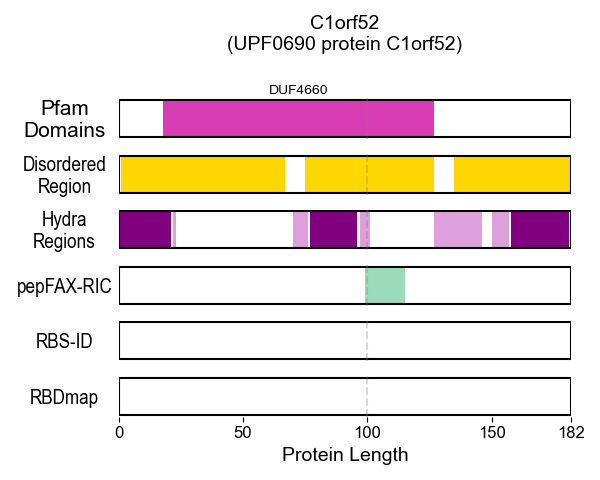 C1orf52
(UPF0690 protein C1orf52)
DUF4660
Pfam
Domains
Disordered
Region
Hydra
Regions
pepFAX-RIC
RBS-ID
RBDmap
0 50 100 150 182
Protein Length